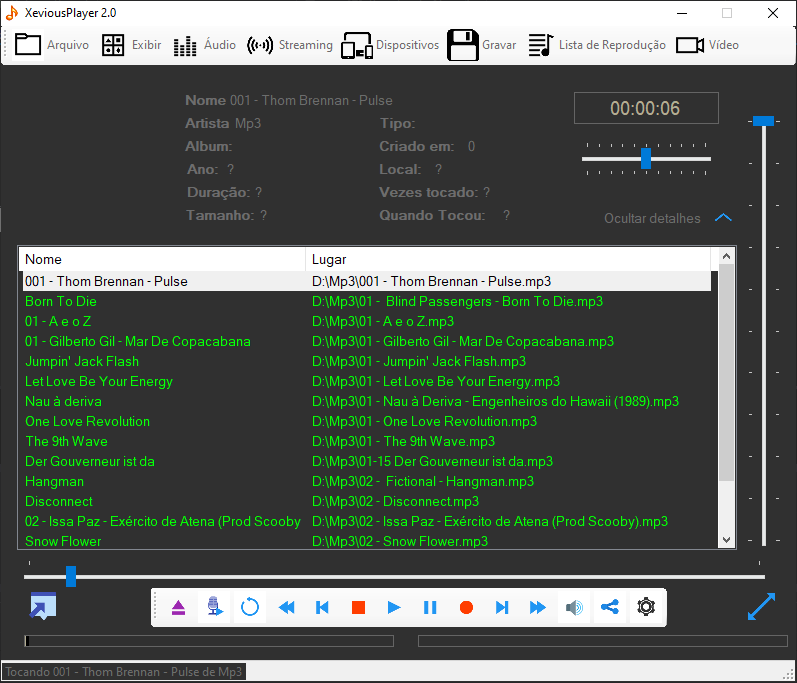 XeviousPlayer 2.0
Arquivo Exibir Áudio Streaming Dispositivos Gravar Lista de Reprodução Vídeo
Nome 001 - Thom Brennan - Pulse
00:00:06
Artista Mp3 Tipo:
Album: Criado em: 0
Ano: ? Local: ?
Duração: ? Vezes tocado: ?
Tamanho: ? Quando Tocou: ?
Ocultar detalhes
Nome Lugar
001 - Thom Brennan - Pulse D:\Mp3\001 - Thom Brennan - Pulse.mp3
Born To Die D:\Mp3\01 - Blind Passengers - Born To Die.mp3
01 - A e o Z D:\Mp3\01 - A e o Z.mp3
01 - Gilberto Gil - Mar De Copacabana D:\Mp3\01 - Gilberto Gil - Mar De Copacabana.mp3
Jumpin' Jack Flash D:\Mp3\01 - Jumpin' Jack Flash.mp3
Let Love Be Your Energy D:\Mp3\01 - Let Love Be Your Energy.mp3
Nau à deriva D:\Mp3\01 - Nau à Deriva - Engenheiros do Hawaii (1989).mp3
One Love Revolution D:\Mp3\01 - One Love Revolution.mp3
The 9th Wave D:\Mp3\01 - The 9th Wave.mp3
Der Gouverneur ist da D:\Mp3\01-15 Der Gouverneur ist da.mp3
Hangman D:\Mp3\02 - Fictional - Hangman.mp3
Disconnect D:\Mp3\02 - Disconnect.mp3
02 - Issa Paz - Exército de Atena (Prod Scooby D:\Mp3\02 - Issa Paz - Exército de Atena (Prod Scooby).mp3
Snow Flower D:\Mp3\02 - Snow Flower.mp3
Tocando 001 - Thom Brennan - Pulse de Mp3